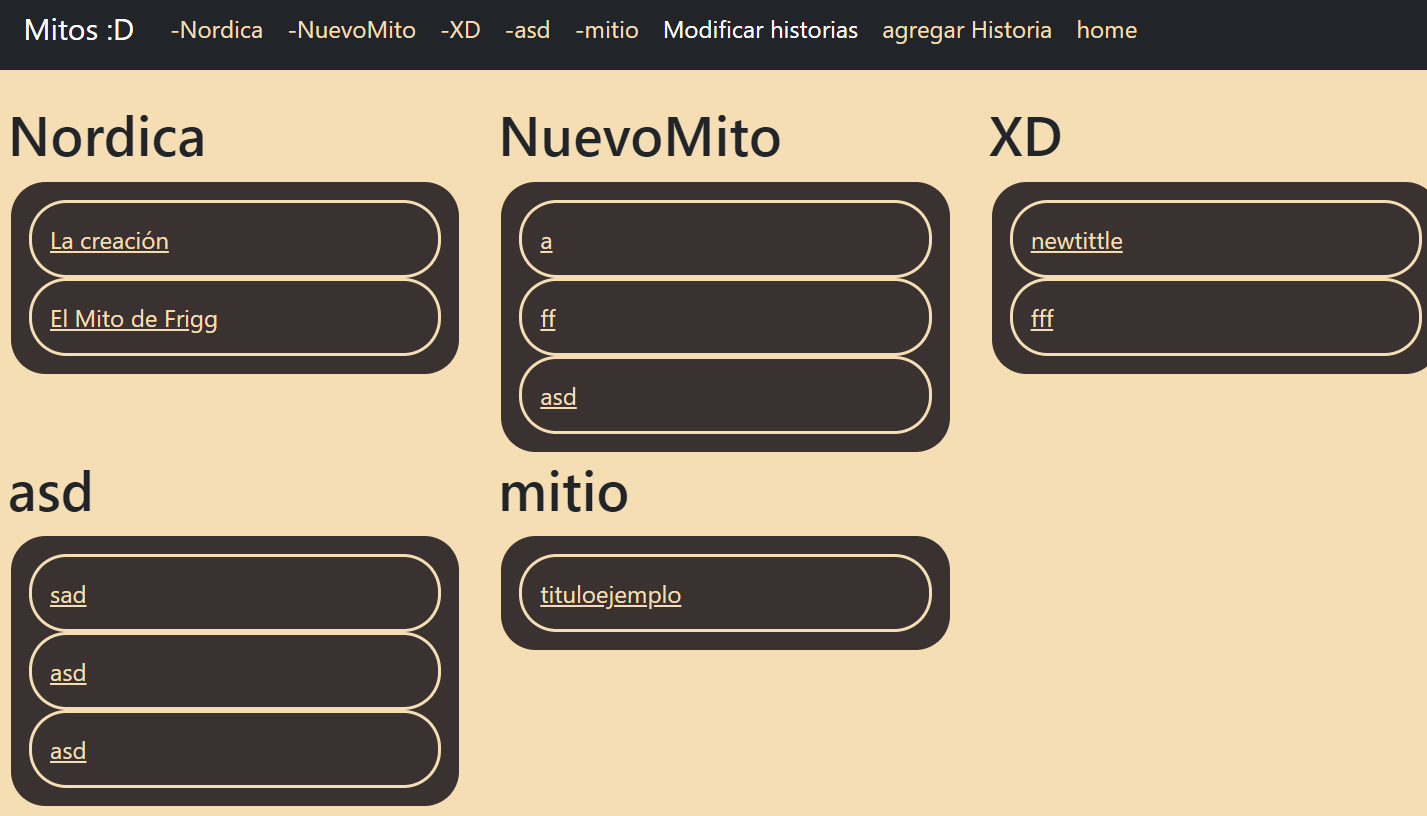 Mitos :D -Nordica -NuevoMito -XD -asd -mitio Modificar historias agregar Historia home
Nordica
La creación
El Mito de Frigg
NuevoMito
a
ff
asd
XD
newtittle
fff
asd
sad
asd
asd
mitio
tituloejemplo